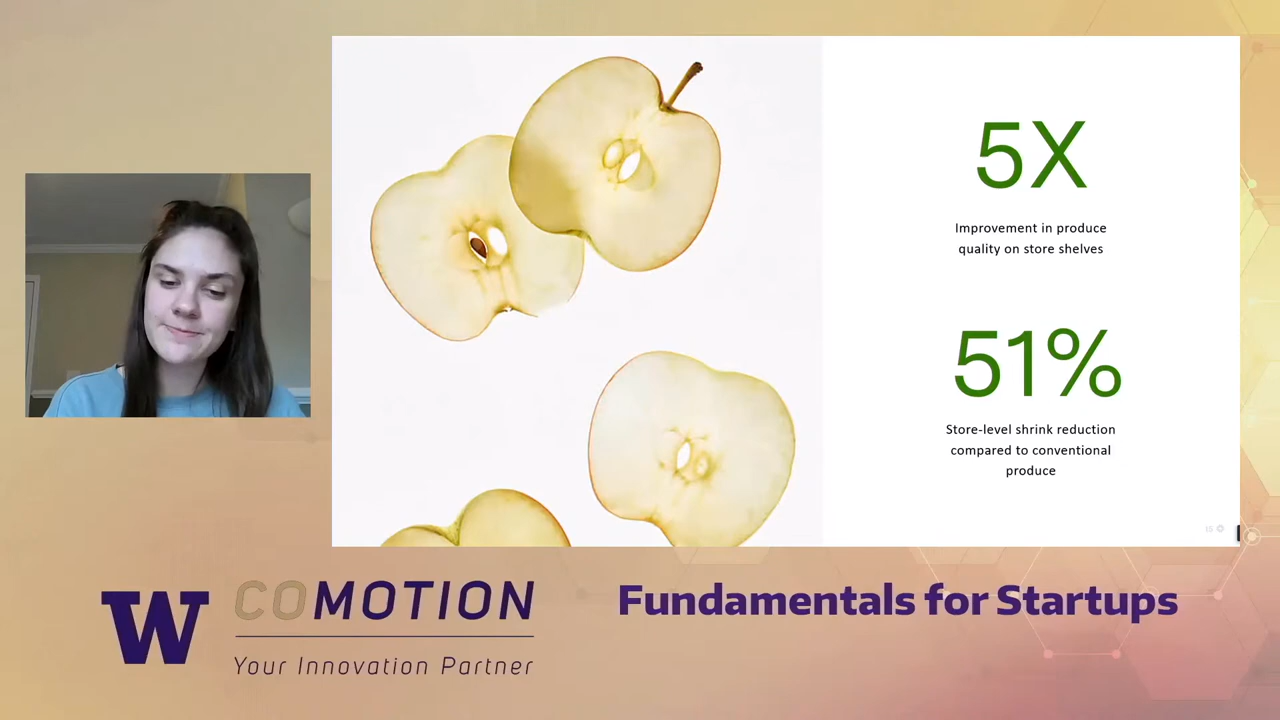 5X
Improvement in produce
quality on store shelves
51%
Store-level shrink reduction
compared to conventional
produce
W
COMOTION
Your Innovation Partner
Fundamentals for Startups